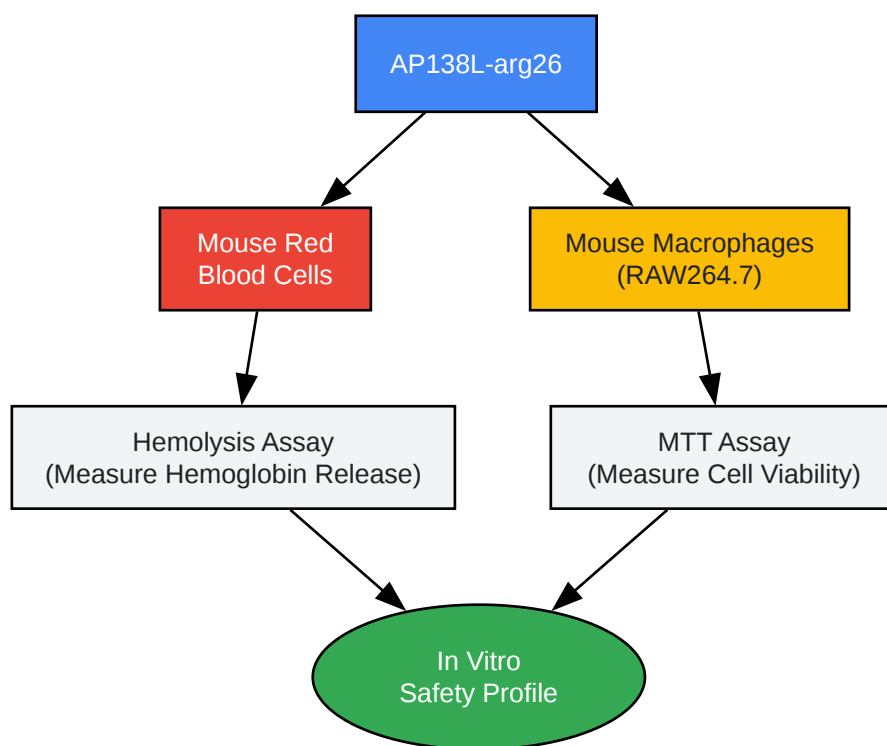 AP138L-arg26
Mouse Red
Blood Cells
Mouse Macrophages
(RAW264.7)
Hemolysis Assay
(Measure Hemoglobin Release)
MTT Assay
(Measure Cell Viability)
In Vitro
Safety Profile